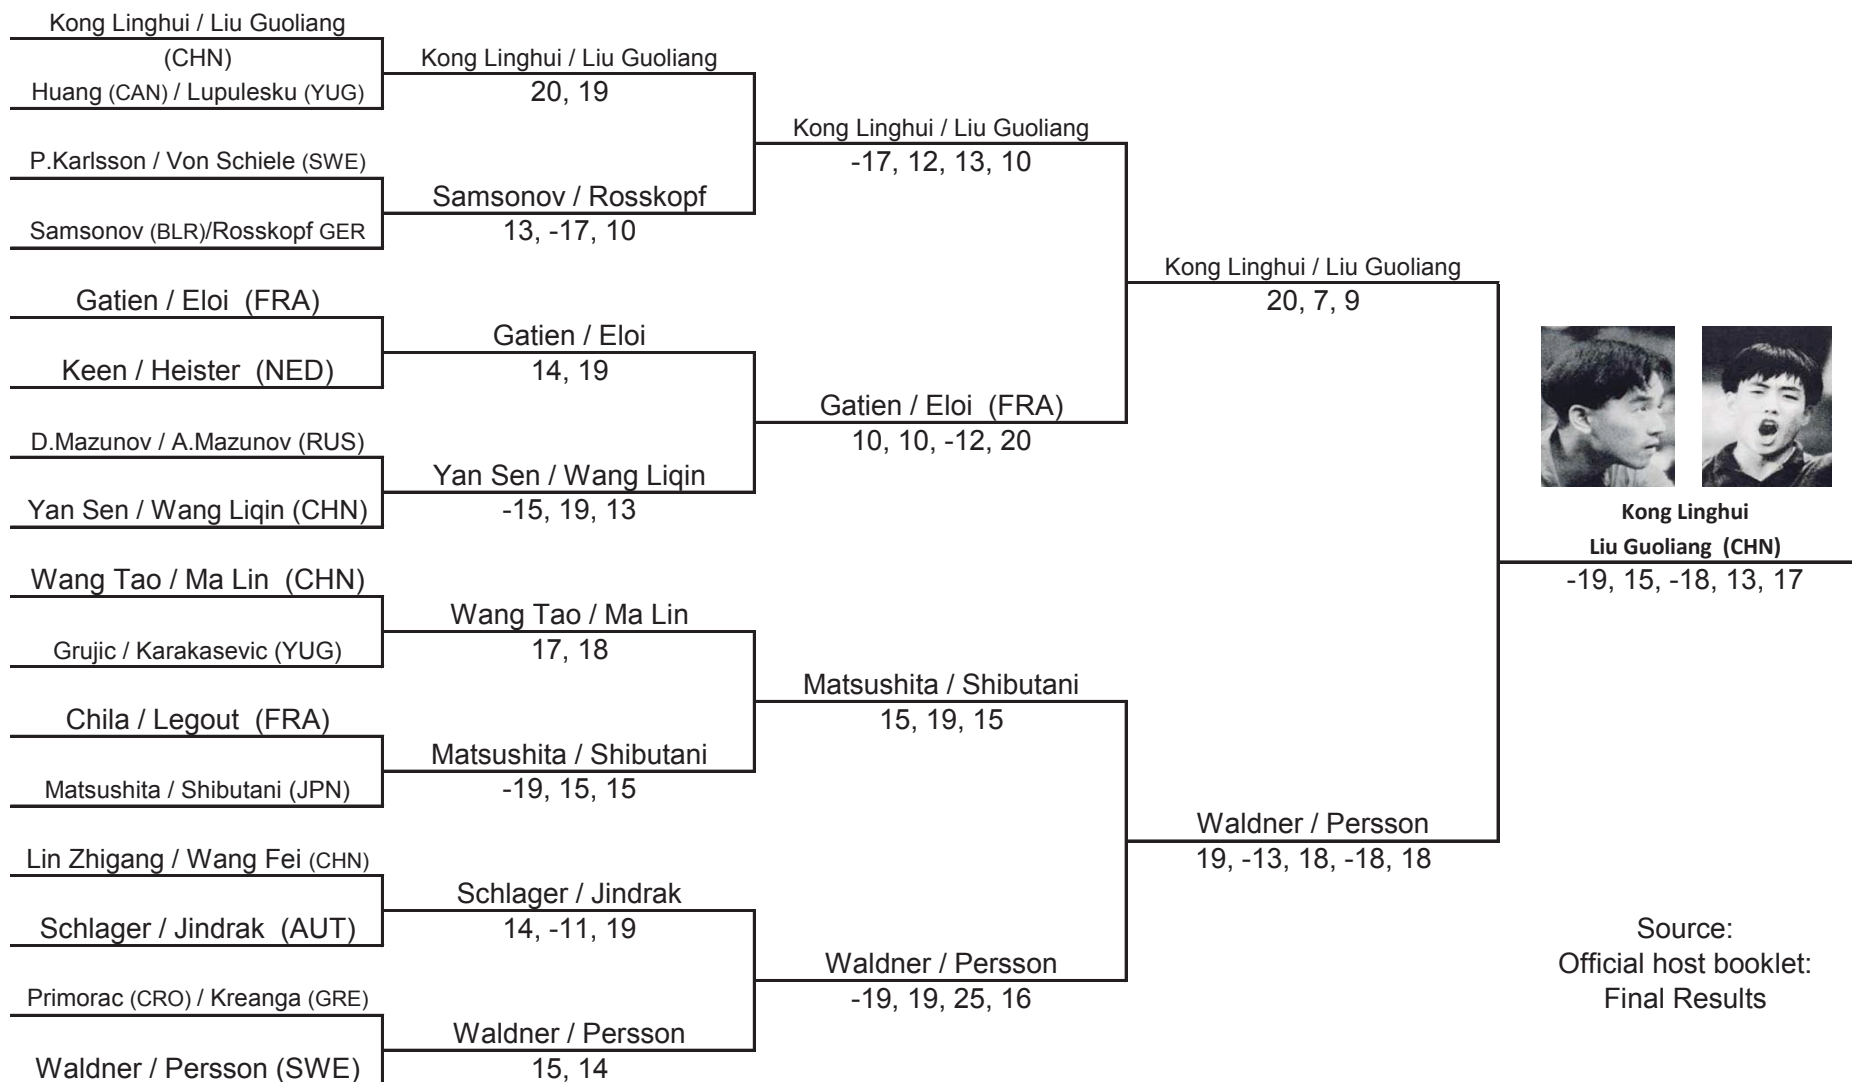 Kong Linghui / Liu Guoliang
(CHN)
Huang (CAN) / Lupulesku (YUG)
P.Karlsson / Von Schiele (SWE)
Samsonov (BLR)/Rosskopf GER
Gatien / Eloi (FRA)
Keen / Heister (NED)
D.Mazunov / A.Mazunov (RUS)
Yan Sen / Wang Liqin (CHN)
Wang Tao / Ma Lin (CHN)
Grujic / Karakasevic (YUG)
Chila / Legout (FRA)
Matsushita / Shibutani (JPN)
Lin Zhigang / Wang Fei (CHN)
Schlager / Jindrak (AUT)
Primorac (CRO) / Kreanga (GRE)
Waldner / Persson (SWE)
Kong Linghui / Liu Guoliang
20, 19
Samsonov / Rosskopf
13, -17, 10
Gatien / Eloi
14, 19
Yan Sen / Wang Liqin
-15, 19, 13
Wang Tao / Ma Lin
17, 18
Matsushita / Shibutani
-19, 15, 15
Schlager / Jindrak
14, -11, 19
Waldner / Persson
15, 14
Kong Linghui / Liu Guoliang
-17, 12, 13, 10
Gatien / Eloi (FRA)
10, 10, -12, 20
Matsushita / Shibutani
15, 19, 15
Waldner / Persson
-19, 19, 25, 16
Kong Linghui / Liu Guoliang
20, 7, 9
Waldner / Persson
19, -13, 18, -18, 18
Kong Linghui
Liu Guoliang (CHN)
-19, 15, -18, 13, 17
Source:
Official host booklet:
Final Results